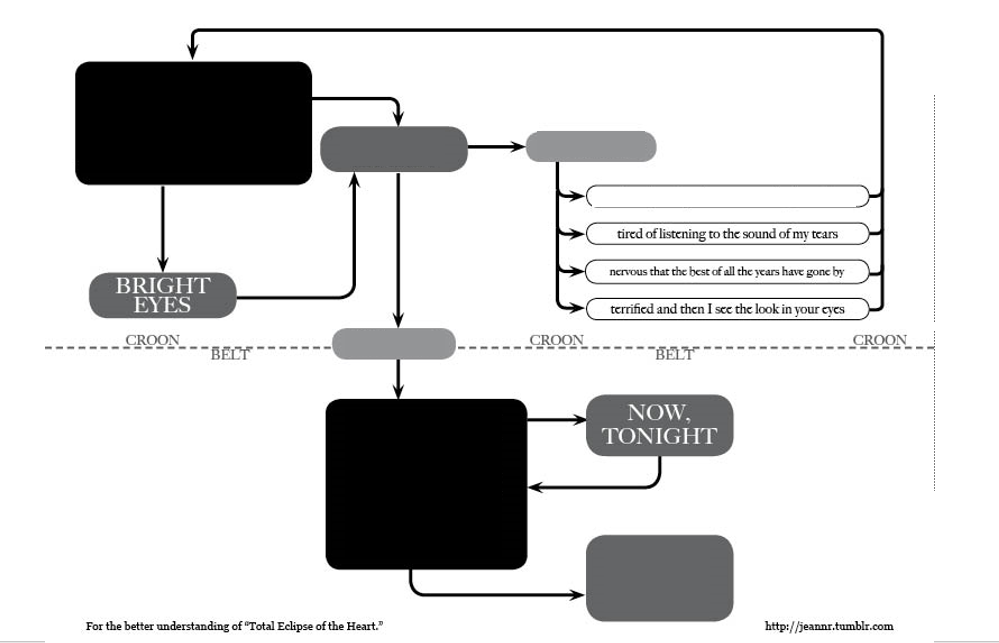 tired of listening to the sound of my tears
BRIGHT
EYES
nervous that the best of all the years have gone by
terrified and then I see the look in your eyes
CROON
BELT
CROON
BELT
CROON
NOW,
TONIGHT
For the better understanding of “Total Eclipse of the Heart.”
http://jeannr.tumblr.com